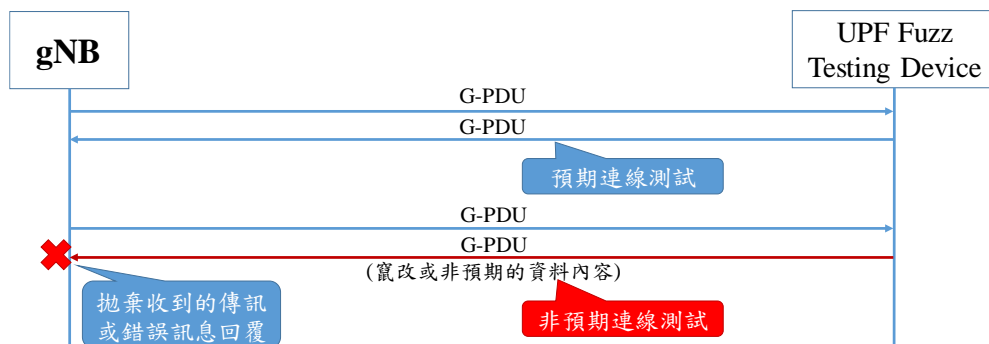 gNB
UPF Fuzz
Testing Device
G-PDU
G-PDU
預期連線測試
G-PDU
G-PDU
(竄改或非預期的資料內容)
拋棄收到的傳訊
或錯誤訊息回覆
非預期連線測試